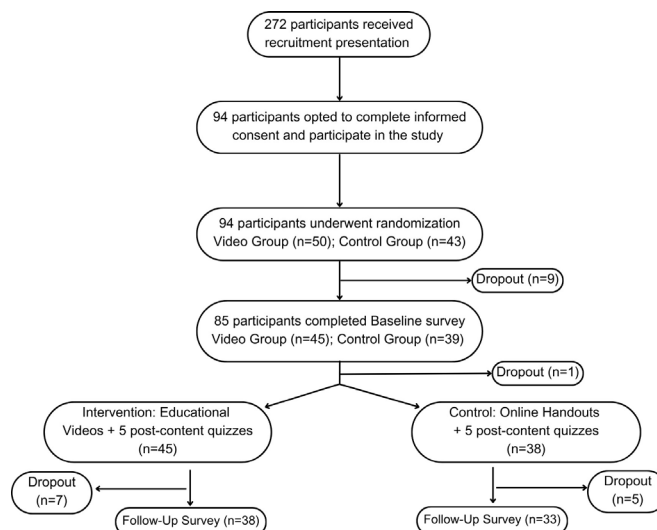 272 participants received
recruitment presentation
94 participants opted to complete informed
consent and participate in the study
94 participants underwent randomization
Video Group (n=50); Control Group (n=43)
Dropout (n=9)
85 participants completed Baseline survey
Video Group (n=45); Control Group (n=39)
Dropout (n=1)
Intervention: Educational
Videos + 5 post-content quizzes
(n=45)
Control: Online Handouts
+ 5 post-content quizzes
(n=38)
Dropout
(n=7)
Dropout
(n=5)
Follow-Up Survey (n=38)
Follow-Up Survey (n=33)